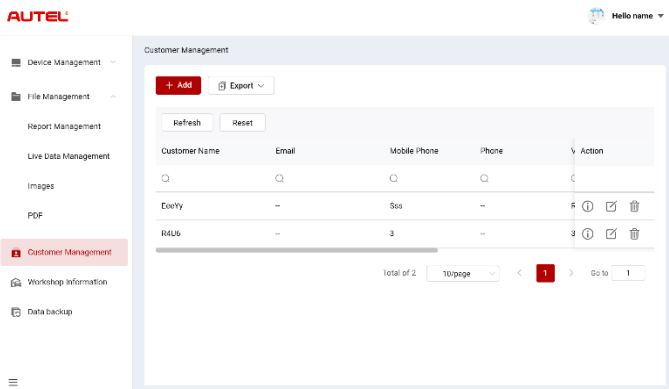 AUTEL
Hello name
Device Management
File Management
Report Management
Live Data Management
Images
PDF
Customer Management
Workshop Information
Data backup
Customer Management
+ Add
Export
Refresh
Reset
Customer Name Email Mobile Phone Phone V Action
EeeYy -- Sss -- R
R4U6 -- 3 -- 3
Total of 2 10/page < 1 > Go to 1